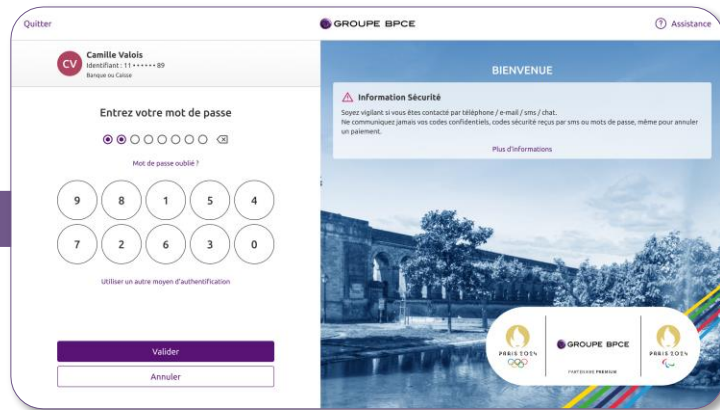 Quitter
GROUPE BPCE
Assistance
CV
Camille Valois
Identifiant : 11 •••••• 89
Banque ou Caisse
Entrez votre mot de passe
Mot de passe oublié ?
9 8 1 5 4
7 2 6 3 0
Utiliser un autre moyen d'authentification
Valider
Annuler
BIENVENUE
Information Sécurité
Soyez vigilant si vous êtes contacté par téléphone / e-mail / sms / chat.
Ne communiquez jamais vos codes confidentiels, codes sécurité reçus par sms ou mots de passe, même pour annuler
un paiement.
Plus d'informations
PARIS 2024
GROUPE BPCE
PARTENAIRE PREMIUM
PARIS 2024